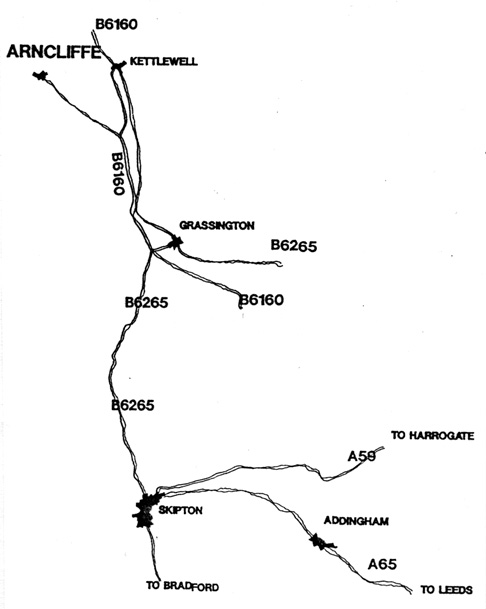 B6160
ARNCLIFFE
KETTLEWELL
B6160
GRASSINGTON
B6265
B6265
B6160
B6265
TO HARROGATE
A59
SKIPTON
ADDINGHAM
A65
TO BRADFORD
TO LEEDS